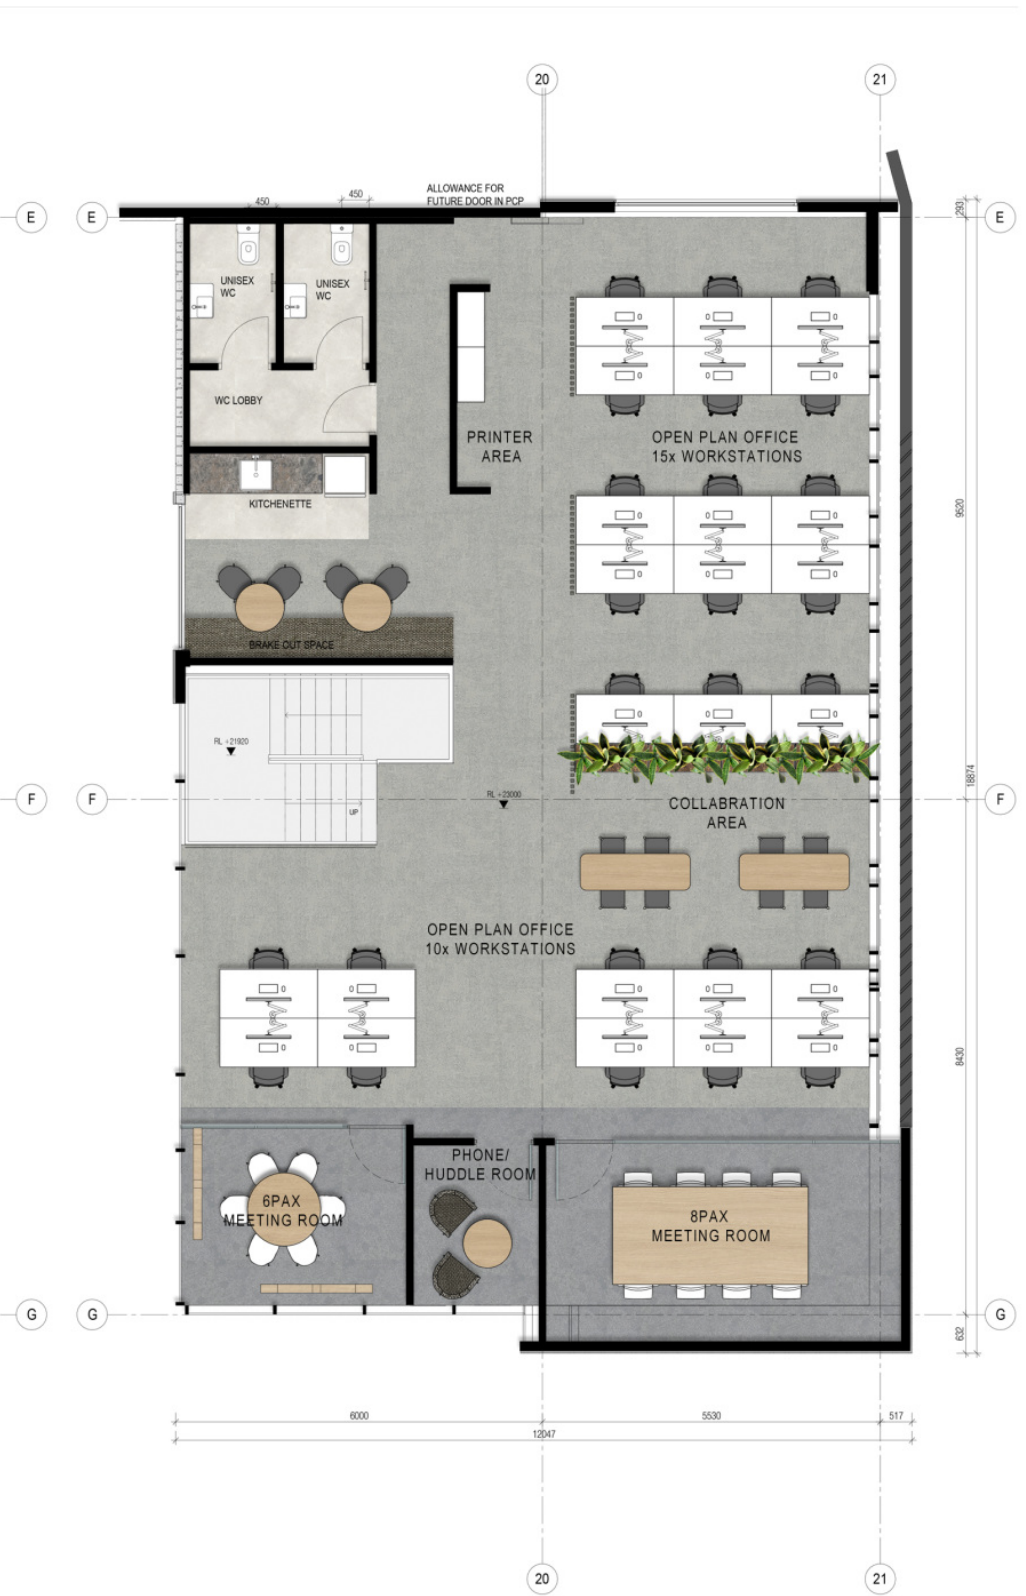 20
21
ALLOWANCE FOR
FUTURE DOOR IN PCP
450
450
E
E
E
293
UNISEX
WC
UNISEX
WC
WC LOBBY
PRINTER
AREA
OPEN PLAN OFFICE
15x WORKSTATIONS
KITCHENETTE
9520
BRAKE OUT SPACE
RL +21920
18874
RL +23000
F
F
F
UP
COLLABRATION
AREA
OPEN PLAN OFFICE
10x WORKSTATIONS
8430
PHONE/
HUDDLE ROOM
6PAX
MEETING ROOM
8PAX
MEETING ROOM
G
G
G
632
6000
5530
517
12047
20
21